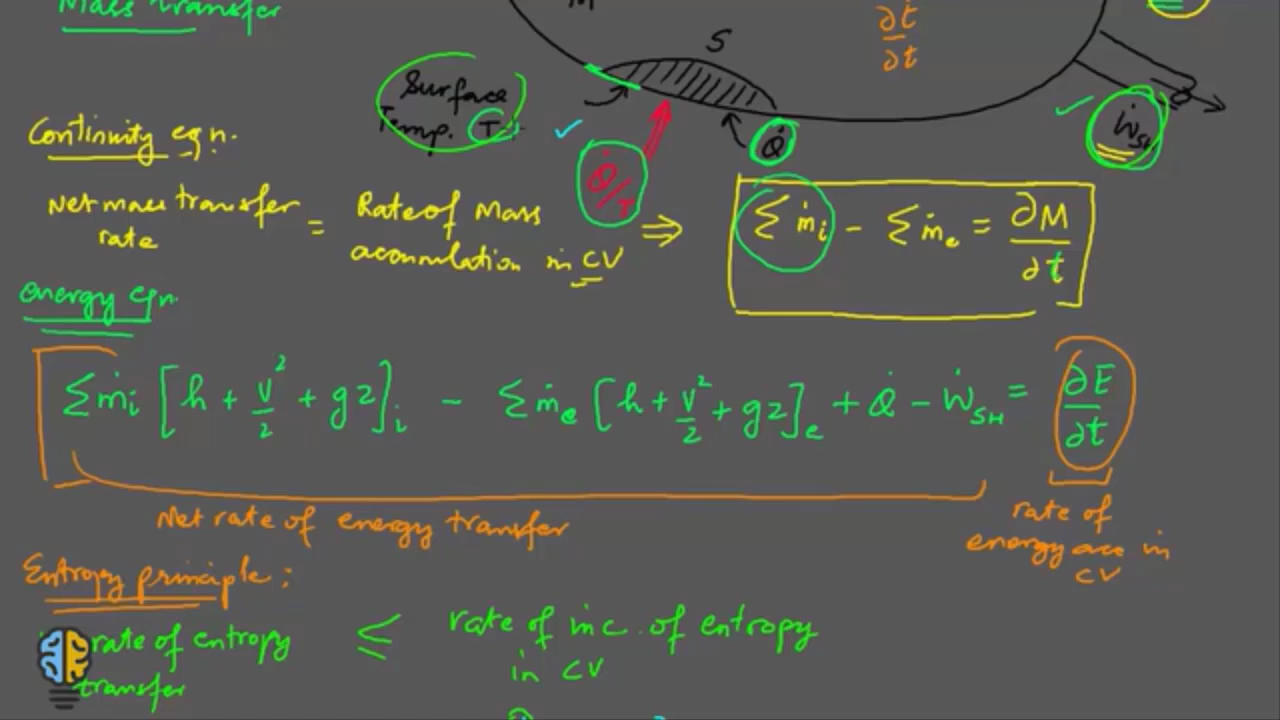 Mass transfer
M
∂Ė
∂t
S
Surface
Temp. T
Q̇/T
Q̇
ẆSH
Continuity eqn.
Net mass transfer rate = Rate of Mass accumulation in CV ⇒ Σṁi - Σṁe = ∂M/∂t
energy eqn.
Σṁi [h + V²/2 + gz]i - Σṁe [h + V²/2 + gz]e + Q̇ - ẆSH = ∂E/∂t
Net rate of energy transfer
rate of
energy acc in
CV
Entropy principle:
rate of entropy transfer ≤ rate of inc. of entropy in CV